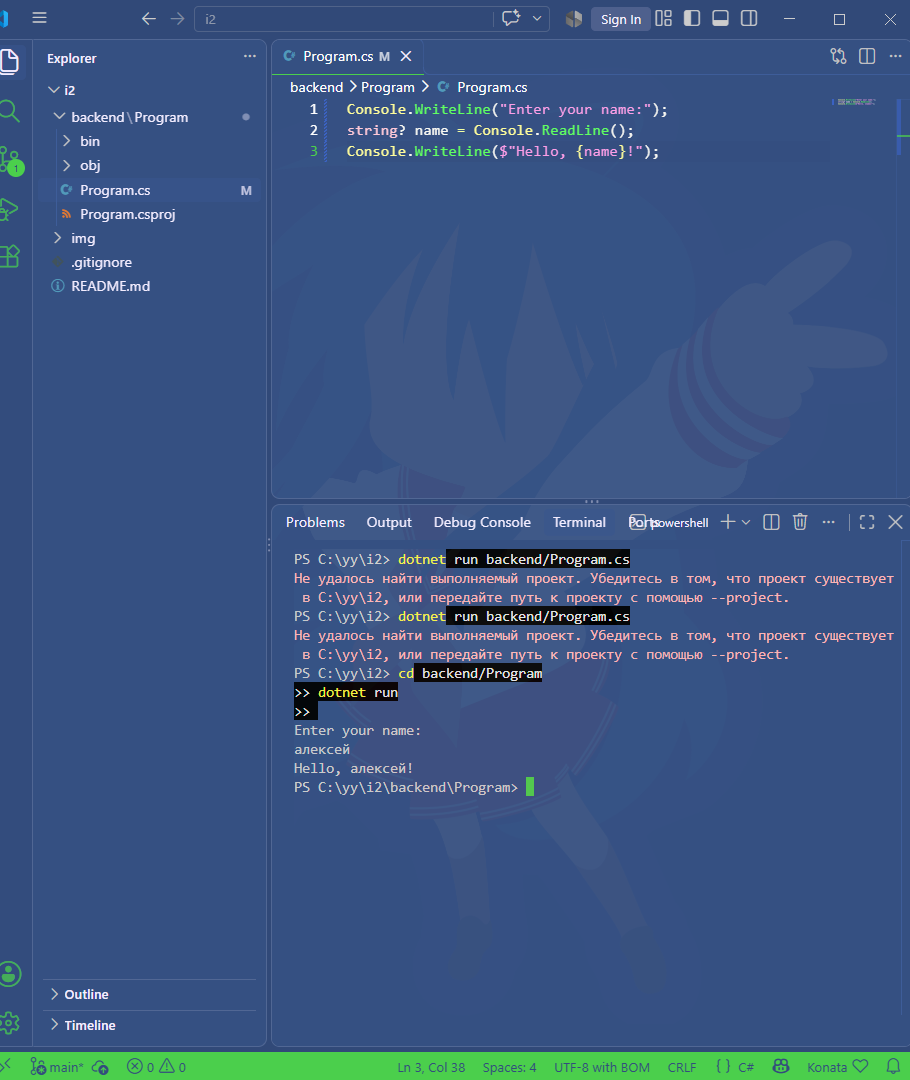 i2
Sign In
Explorer
i2
backend\Program
bin
obj
Program.cs M
Program.csproj
img
.gitignore
README.md
Outline
Timeline
Program.cs M
backend > Program > Program.cs
1 Console.WriteLine("Enter your name:");
2 string? name = Console.ReadLine();
3 Console.WriteLine($"Hello, {name}!");
Problems Output Debug Console Terminal Ports powershell
PS C:\yy\i2> dotnet run backend/Program.cs
Не удалось найти выполняемый проект. Убедитесь в том, что проект существует
в C:\yy\i2, или передайте путь к проекту с помощью --project.
PS C:\yy\i2> dotnet run backend/Program.cs
Не удалось найти выполняемый проект. Убедитесь в том, что проект существует
в C:\yy\i2, или передайте путь к проекту с помощью --project.
PS C:\yy\i2> cd backend/Program
>> dotnet run
>>
Enter your name:
алексей
Hello, алексей!
PS C:\yy\i2\backend\Program>
1
main* 0 0 Ln 3, Col 38 Spaces: 4 UTF-8 with BOM CRLF {} C# Konata